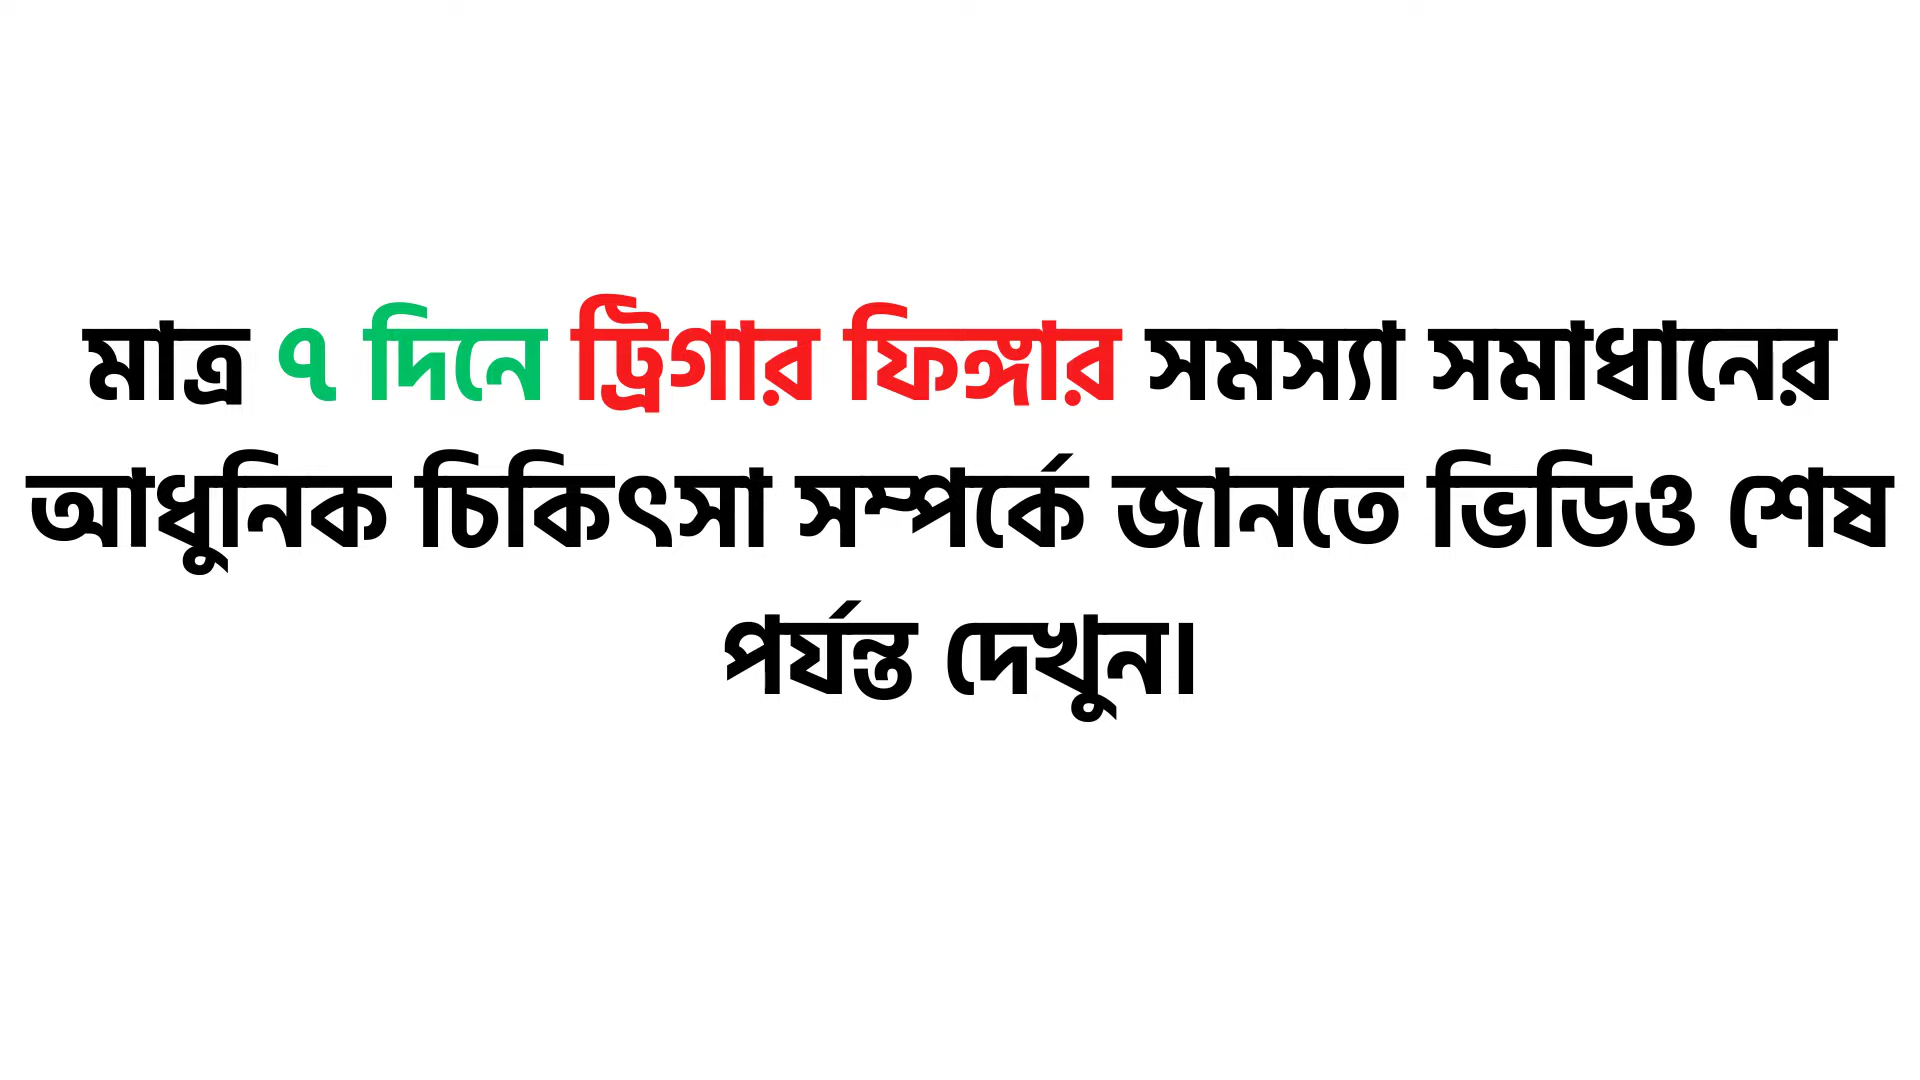 মাত্র ৭ দিনে ট্রিগার ফিঙ্গার সমস্যা সমাধানের
আধুনিক চিকিৎসা সম্পর্কে জানতে ভিডিও শেষ
পর্যন্ত দেখুন।